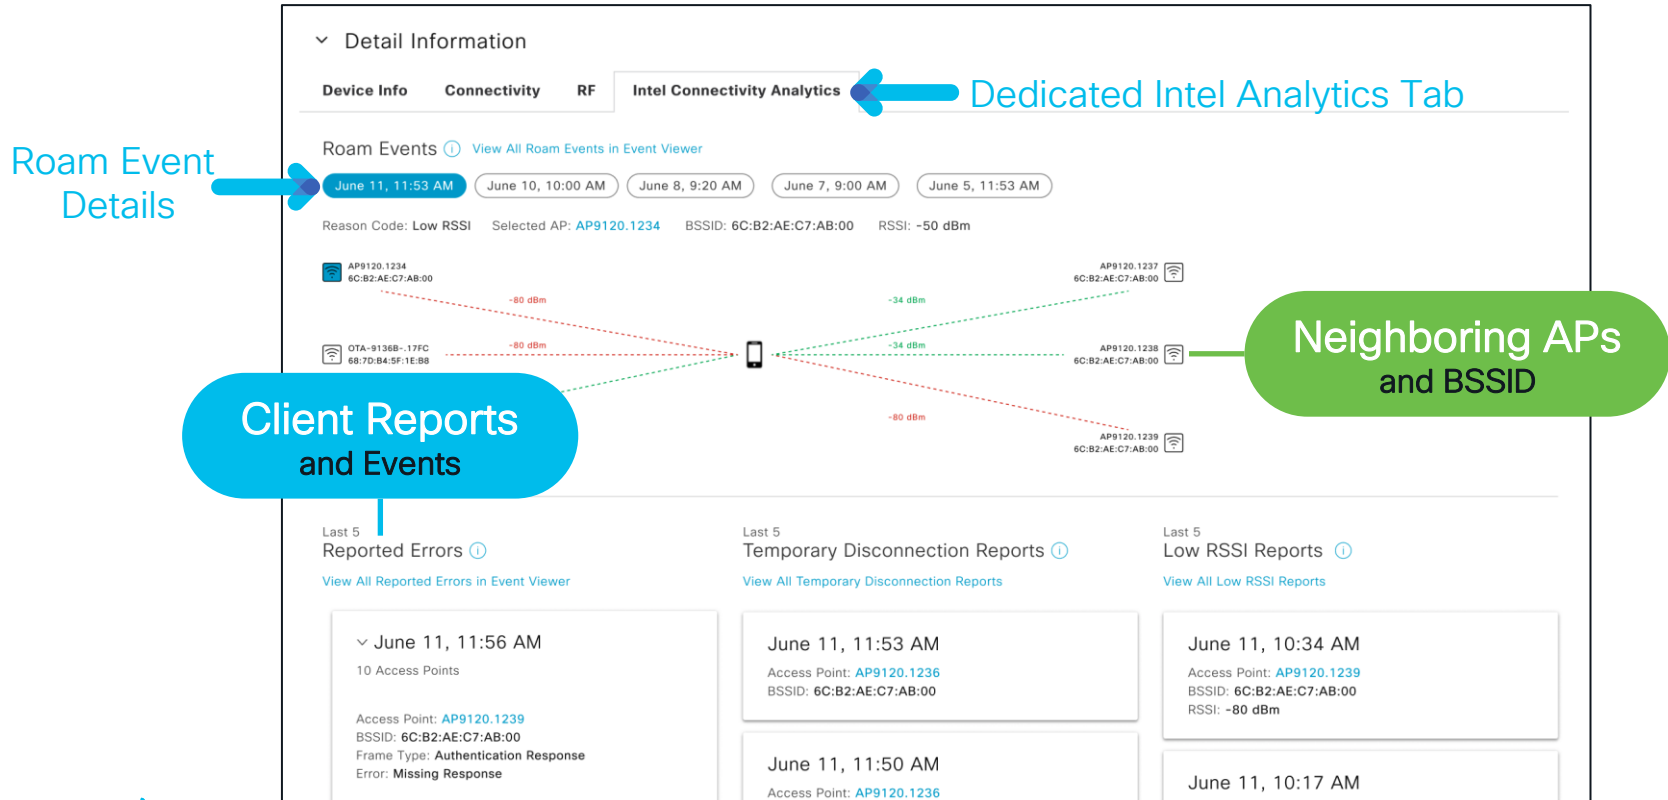 Detail Information
Device Info Connectivity RF Intel Connectivity Analytics
Dedicated Intel Analytics Tab
Roam Events View All Roam Events in Event Viewer
Roam Event
Details
June 11, 11:53 AM June 10, 10:00 AM June 8, 9:20 AM June 7, 9:00 AM June 5, 11:53 AM
Reason Code: Low RSSI Selected AP: AP9120.1234 BSSID: 6C:B2:AE:C7:AB:00 RSSI: -50 dBm
AP9120.1234
6C:B2:AE:C7:AB:00
AP9120.1237
6C:B2:AE:C7:AB:00
-80 dBm
-34 dBm
OTA-9136B-.17FC
68:7D:B4:5F:1E:B8
-80 dBm
-34 dBm
AP9120.1238
6C:B2:AE:C7:AB:00
Neighboring APs
and BSSID
Client Reports
and Events
-80 dBm
AP9120.1239
6C:B2:AE:C7:AB:00
Last 5
Reported Errors
View All Reported Errors in Event Viewer
June 11, 11:56 AM
10 Access Points
Access Point: AP9120.1239
BSSID: 6C:B2:AE:C7:AB:00
Frame Type: Authentication Response
Error: Missing Response
Last 5
Temporary Disconnection Reports
View All Temporary Disconnection Reports
June 11, 11:53 AM
Access Point: AP9120.1236
BSSID: 6C:B2:AE:C7:AB:00
June 11, 11:50 AM
Access Point: AP9120.1236
Last 5
Low RSSI Reports
View All Low RSSI Reports
June 11, 10:34 AM
Access Point: AP9120.1239
BSSID: 6C:B2:AE:C7:AB:00
RSSI: -80 dBm
June 11, 10:17 AM